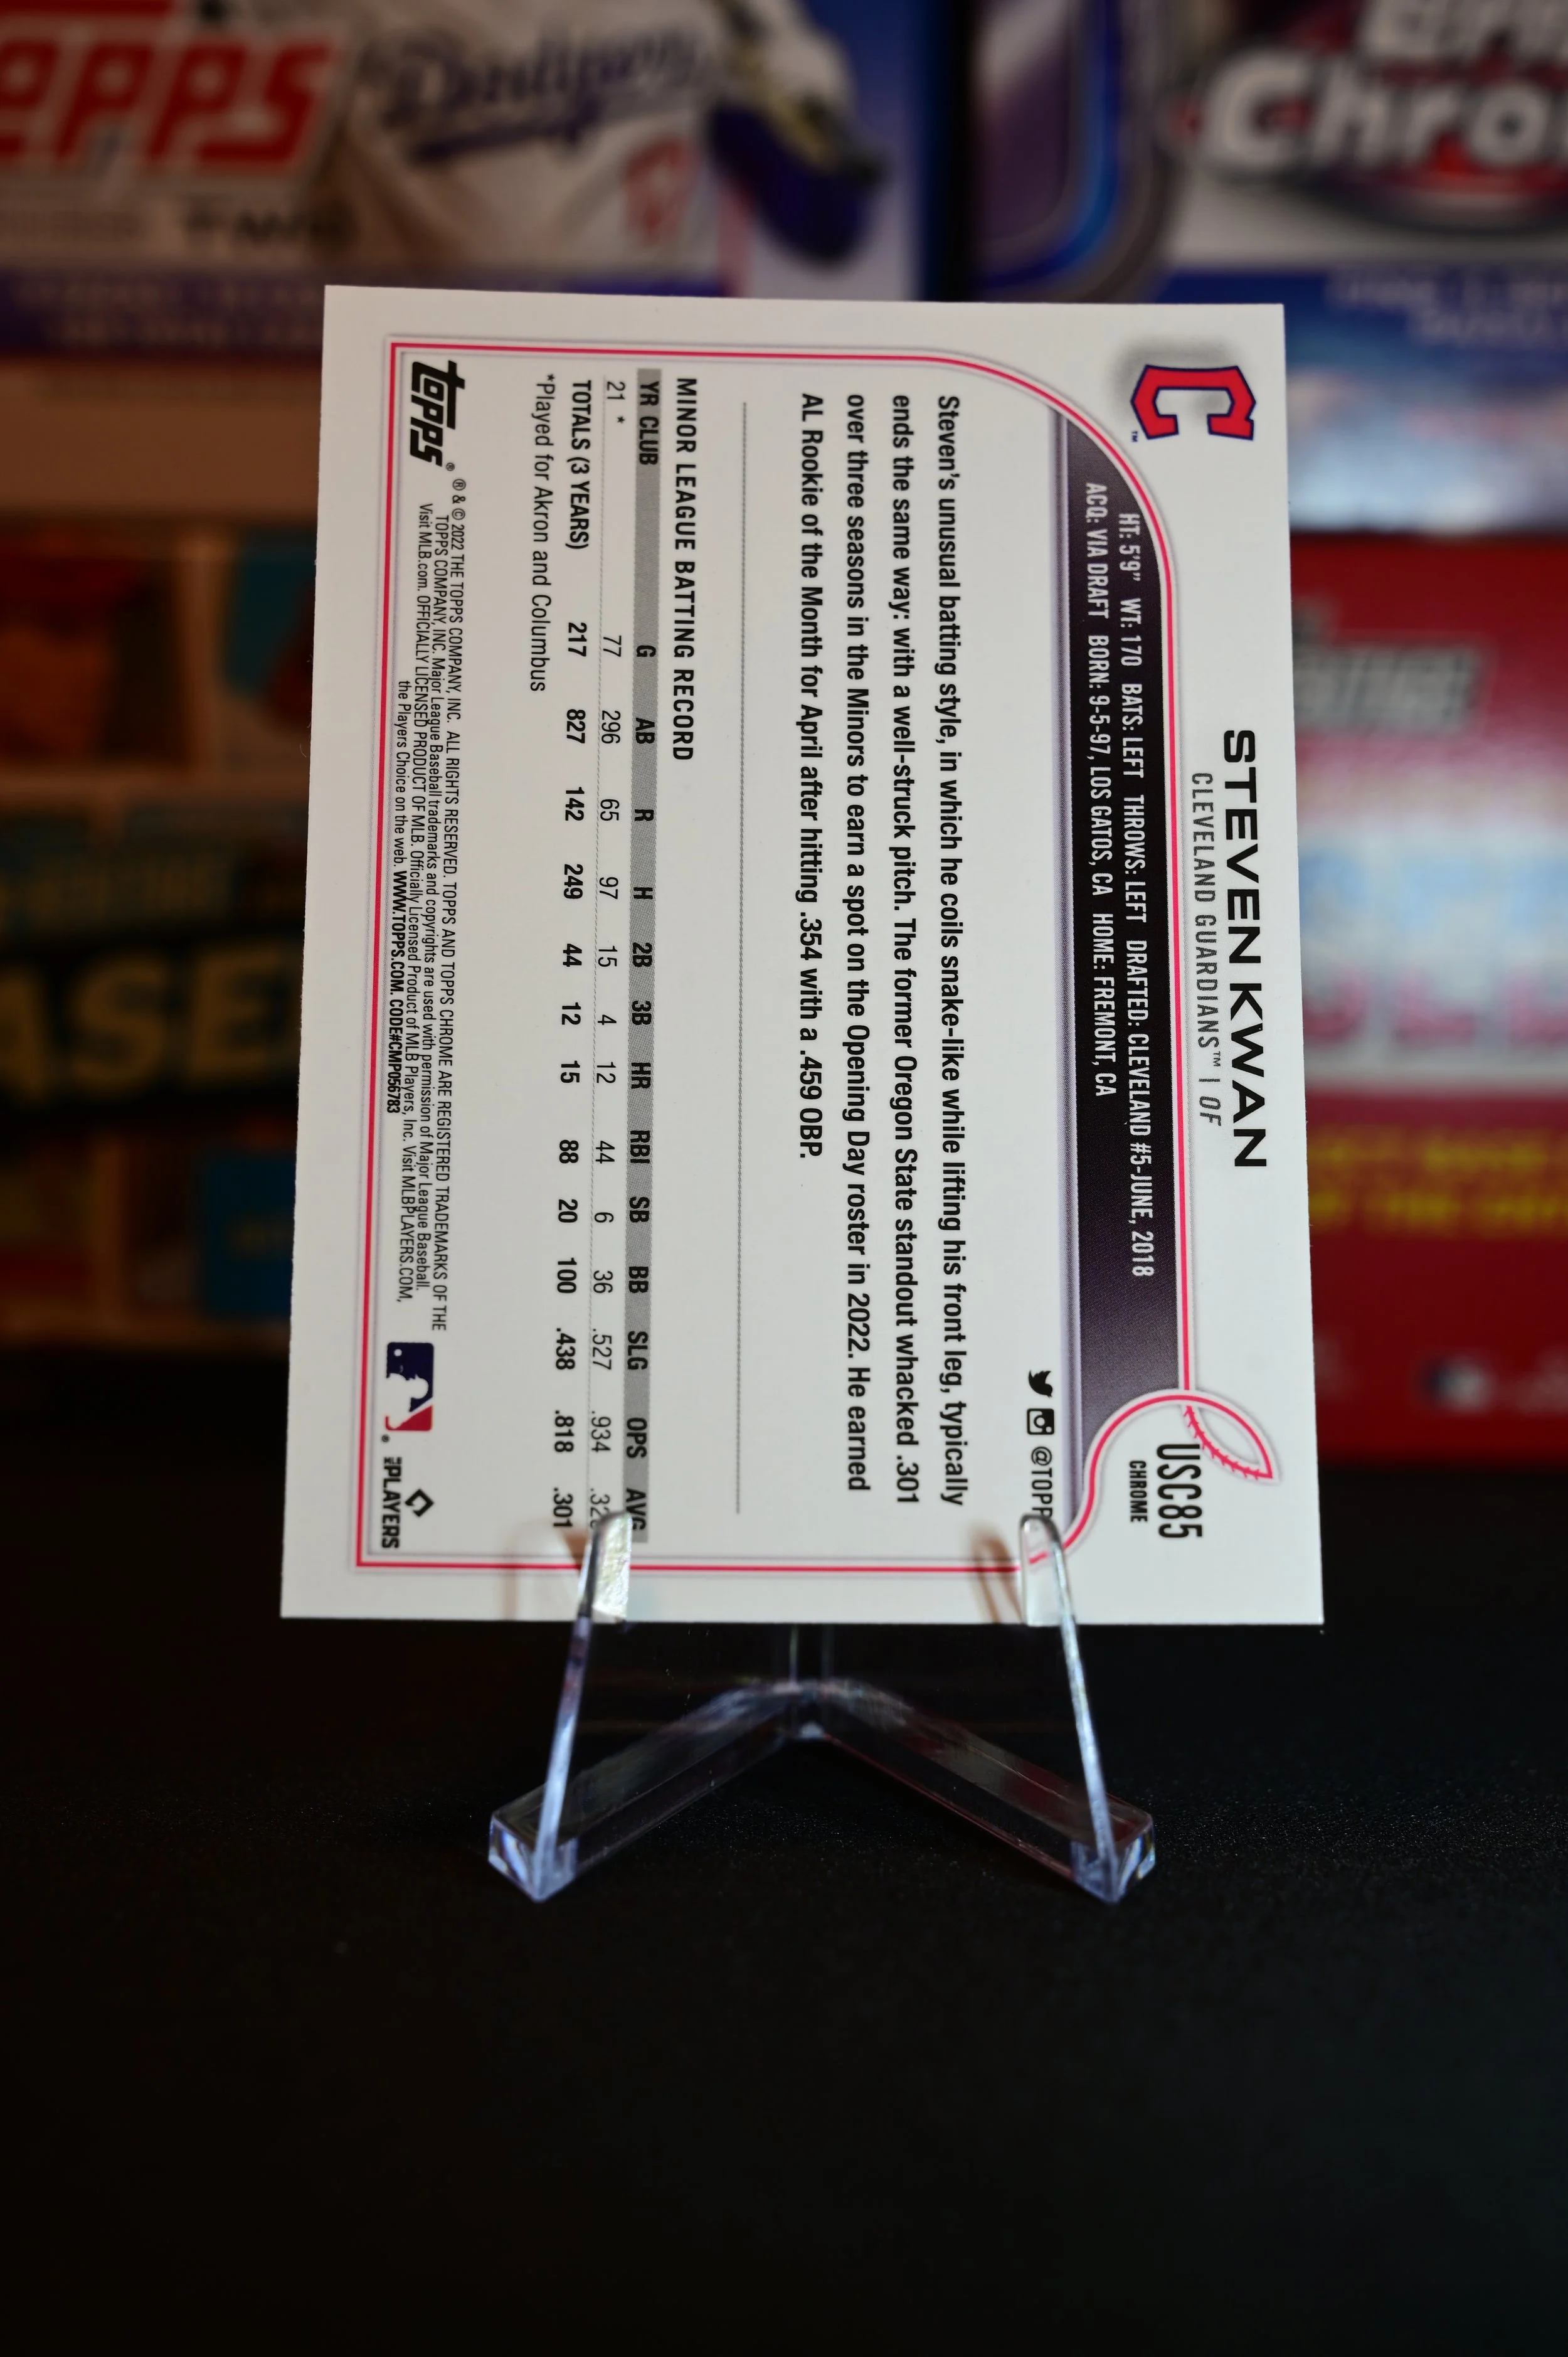 STEVEN KWAN
CLEVELAND GUARDIANS™ | OF
USC85
CHROME
C™
HT: 5'9" WT: 170 BATS: LEFT THROWS: LEFT DRAFTED: CLEVELAND #5-JUNE, 2018
ACQ: VIA DRAFT BORN: 9-5-97, LOS GATOS, CA HOME: FREMONT, CA
@TOPP
Steven's unusual batting style, in which he coils snake-like while lifting his front leg, typically
ends the same way: with a well-struck pitch. The former Oregon State standout whacked .301
over three seasons in the Minors to earn a spot on the Opening Day roster in 2022. He earned
AL Rookie of the Month for April after hitting .354 with a .459 OBP.
MINOR LEAGUE BATTING RECORD
YR CLUB G AB R H 2B 3B HR RBI SB BB SLG OPS AVG
21 * 77 296 65 97 15 4 12 44 6 36 .527 .934
TOTALS (3 YEARS) 217 827 142 249 44 12 15 88 20 100 .438 .818 .301
*Played for Akron and Columbus
topps®
® & © 2022 THE TOPPS COMPANY, INC. ALL RIGHTS RESERVED. TOPPS AND TOPPS CHROME ARE REGISTERED TRADEMARKS OF THE
TOPPS COMPANY, INC. Major League Baseball trademarks and copyrights are used with permission of Major League Baseball.
Visit MLB.com. OFFICIALLY LICENSED PRODUCT OF MLB. Officially Licensed Product of MLB Players, Inc. Visit MLBPLAYERS.COM,
the Players Choice on the web. WWW.TOPPS.COM. CODE#CMP056783
MLB PLAYERS
TOPPS
Dodgers
Chro
ASE